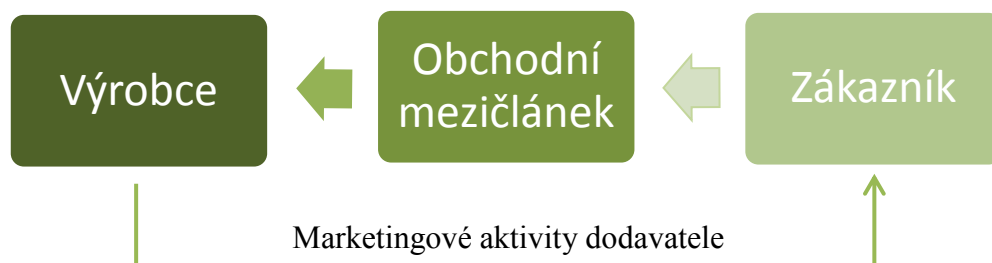 Výrobce
Obchodní
mezičlánek
Zákazník
Marketingové aktivity dodavatele